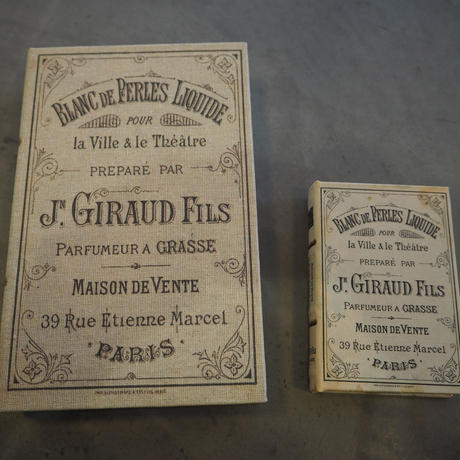 BLANC DE PERLES LIQUIDE
POUR
la Ville & le Théâtre
PREPARÉ PAR
Jⁿ. GIRAUD FILS
PARFUMEUR A GRASSE
MAISON DE VENTE
39 Rue Étienne Marcel
PARIS
BLANC DE PERLES LIQUIDE
POUR
la Ville & le Théâtre
PREPARÉ PAR
Jⁿ. GIRAUD FILS
PARFUMEUR A GRASSE
MAISON DE VENTE
39 Rue Étienne Marcel
PARIS